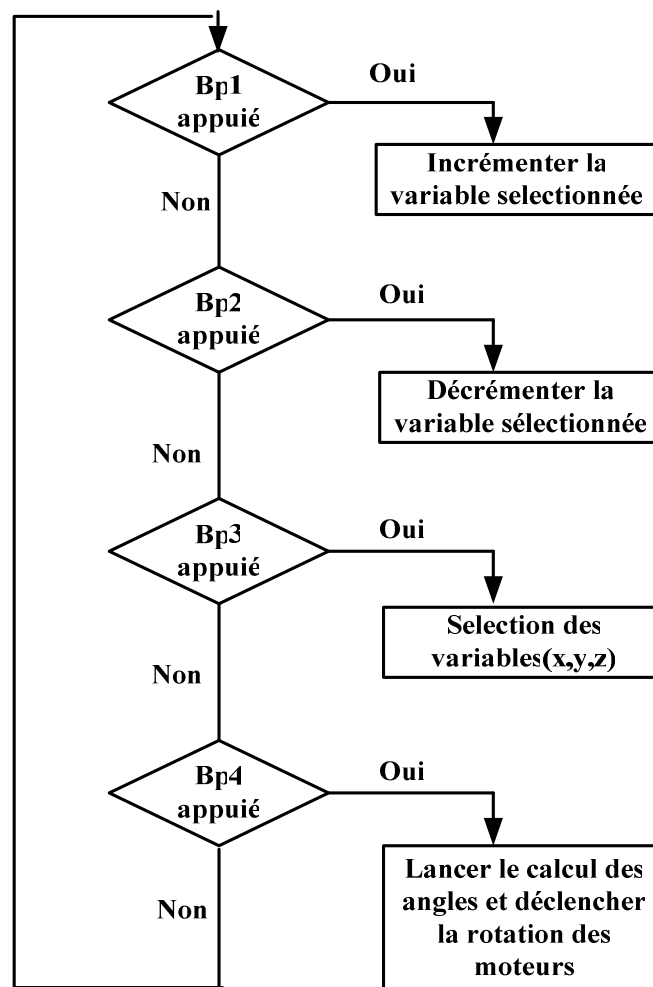 Bp1
appuié
Oui
Incrémenter la
variable selectionnée
Non
Bp2
appuié
Oui
Décrémenter la
variable sélectionnée
Non
Bp3
appuié
Oui
Selection des
variables(x,y,z)
Non
Bp4
appuié
Oui
Lancer le calcul des
angles et déclencher
la rotation des
moteurs
Non